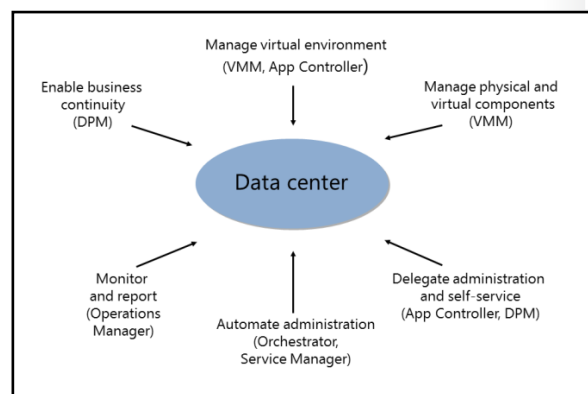 Manage virtual environment
(VMM, App Controller)
Enable business
continuity
(DPM)
Manage physical and
virtual components
(VMM)
Data center
Monitor
and report
(Operations
Manager)
Automate administration
(Orchestrator,
Service Manager)
Delegate administration
and self-service
(App Controller, DPM)